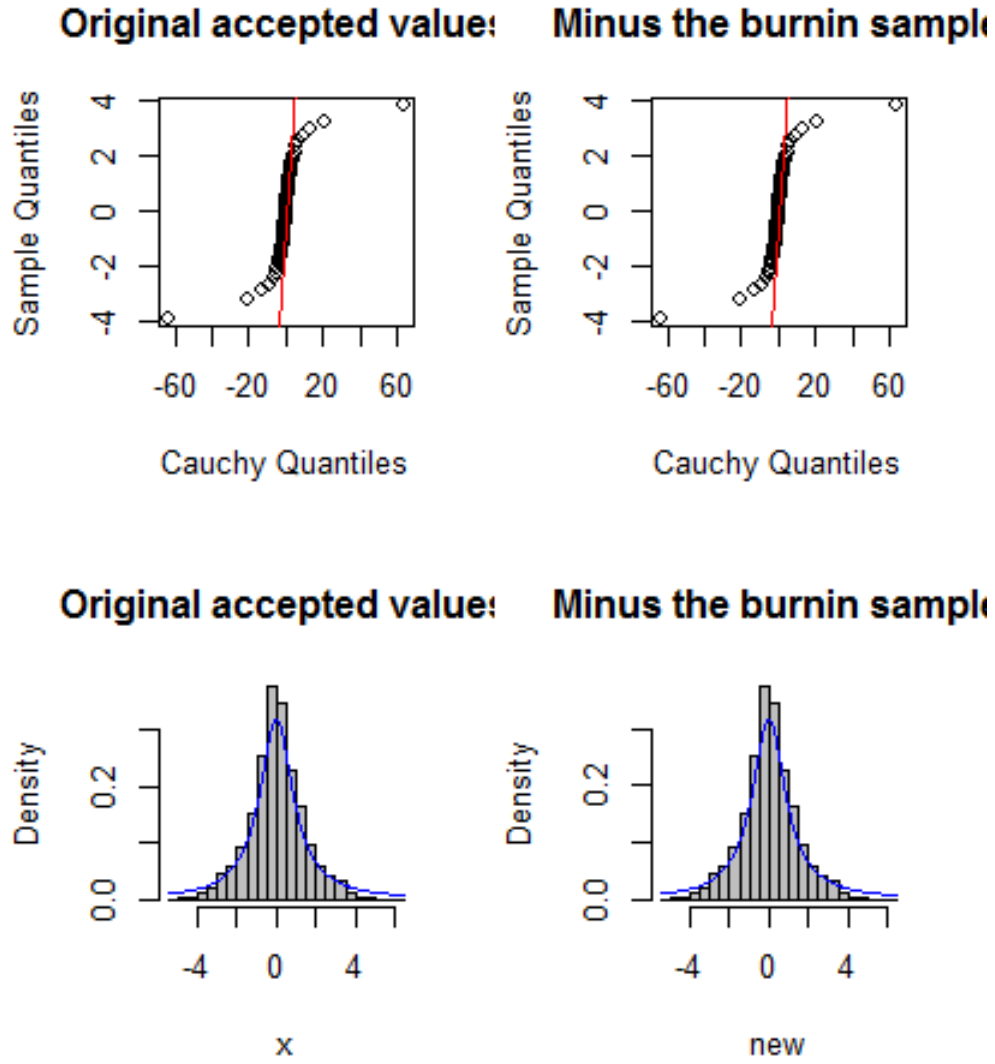 Original accepted values
Minus the burnin sample
Sample Quantiles
4
2
0
-2
-4
-60 -20 20 60
Cauchy Quantiles
Sample Quantiles
4
2
0
-2
-4
-60 -20 20 60
Cauchy Quantiles
Original accepted values
Minus the burnin sample
Density
0.2
0.0
-4 0 4
x
Density
0.2
0.0
-4 0 4
new